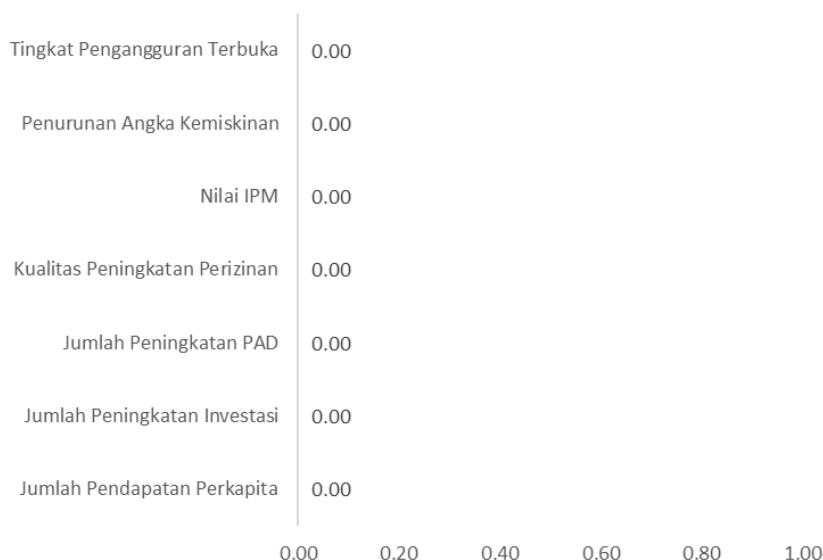 Tingkat Pengangguran Terbuka 0.00
Penurunan Angka Kemiskinan 0.00
Nilai IPM 0.00
Kualitas Peningkatan Perizinan 0.00
Jumlah Peningkatan PAD 0.00
Jumlah Peningkatan Investasi 0.00
Jumlah Pendapatan Perkapita 0.00
0.00 0.20 0.40 0.60 0.80 1.00